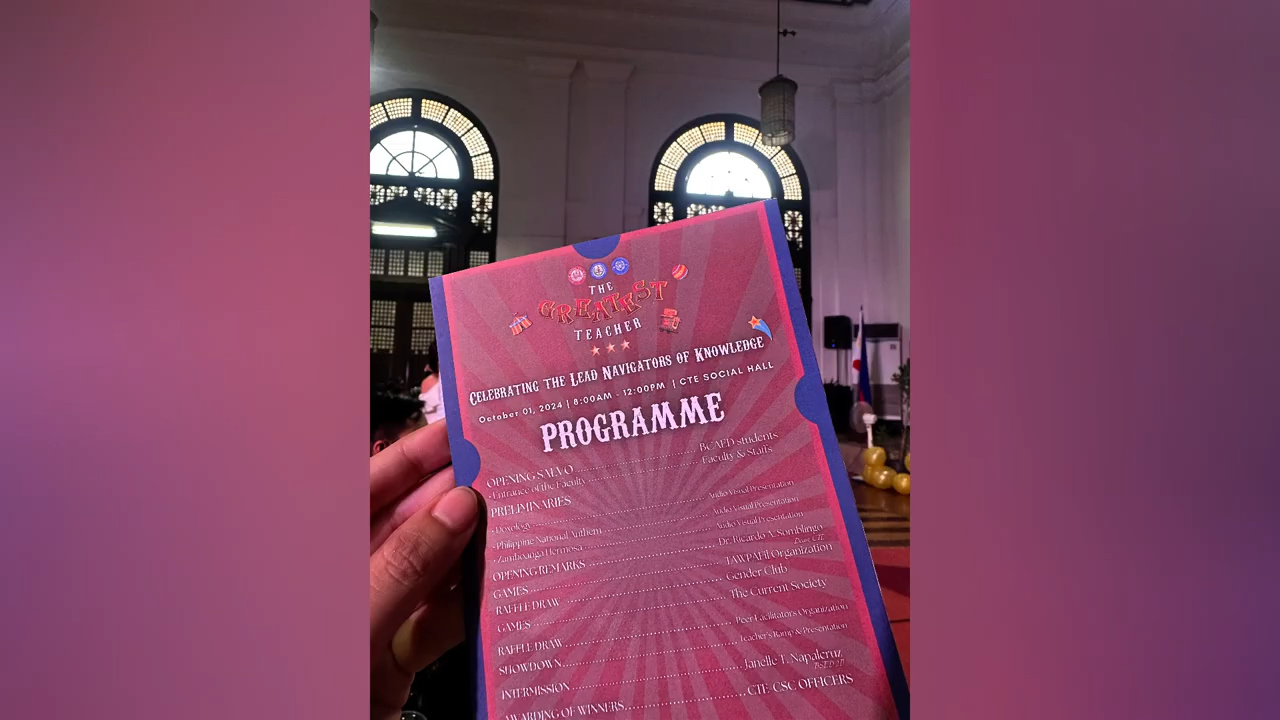 THE
GREATEST
TEACHER
CELEBRATING THE LEAD NAVIGATORS OF KNOWLEDGE
October 01, 2024 | 8:00AM - 12:00PM | CTE SOCIAL HALL
PROGRAMME
OPENING SALVO ........ BCAED students
• Entrance of the Faculty ........ Faculty & Staffs
PRELIMINARIES
• Doxology ........ Audio Visual Presentation
• Philippine National Anthem ........ Audio Visual Presentation
• Zamboanga Hermosa ........ Audio Visual Presentation
OPENING REMARKS ........ Dr. Ricardo A. Somblingo
Dean, CTE
GAMES ........ TAWPAFil Organization
RAFFLE DRAW ........ Gender Club
GAMES ........ The Current Society
RAFFLE DRAW ........ Peer Facilitators Organization
SHOWDOWN ........ Teacher's Ramp & Presentation
INTERMISSION ........ Janelle T. Napalcruz
AWARDING OF WINNERS ........ CTE-CSC OFFICERS